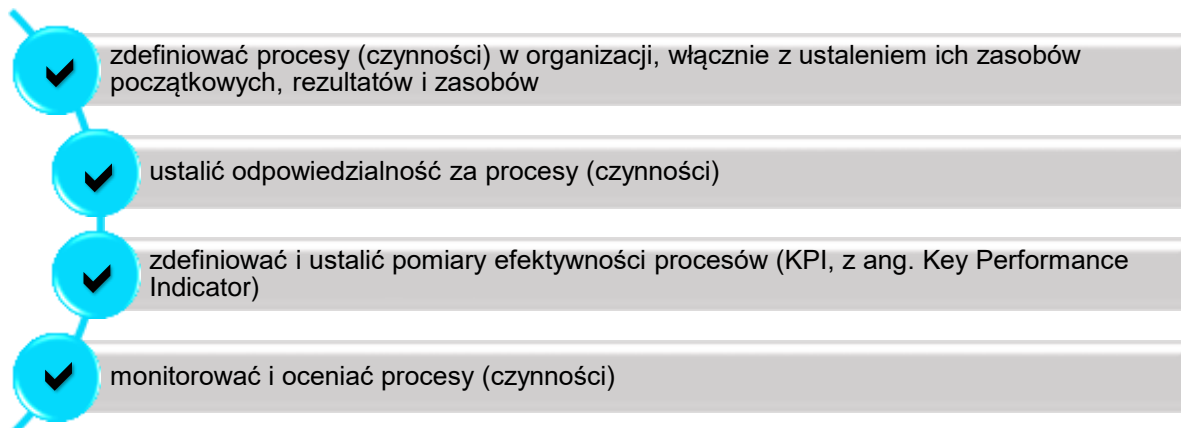 zdefiniować procesy (czynności) w organizacji, włącznie z ustaleniem ich zasobów
początkowych, rezultatów i zasobów
ustalić odpowiedzialność za procesy (czynności)
zdefiniować i ustalić pomiary efektywności procesów (KPI, z ang. Key Performance
Indicator)
monitorować i oceniać procesy (czynności)